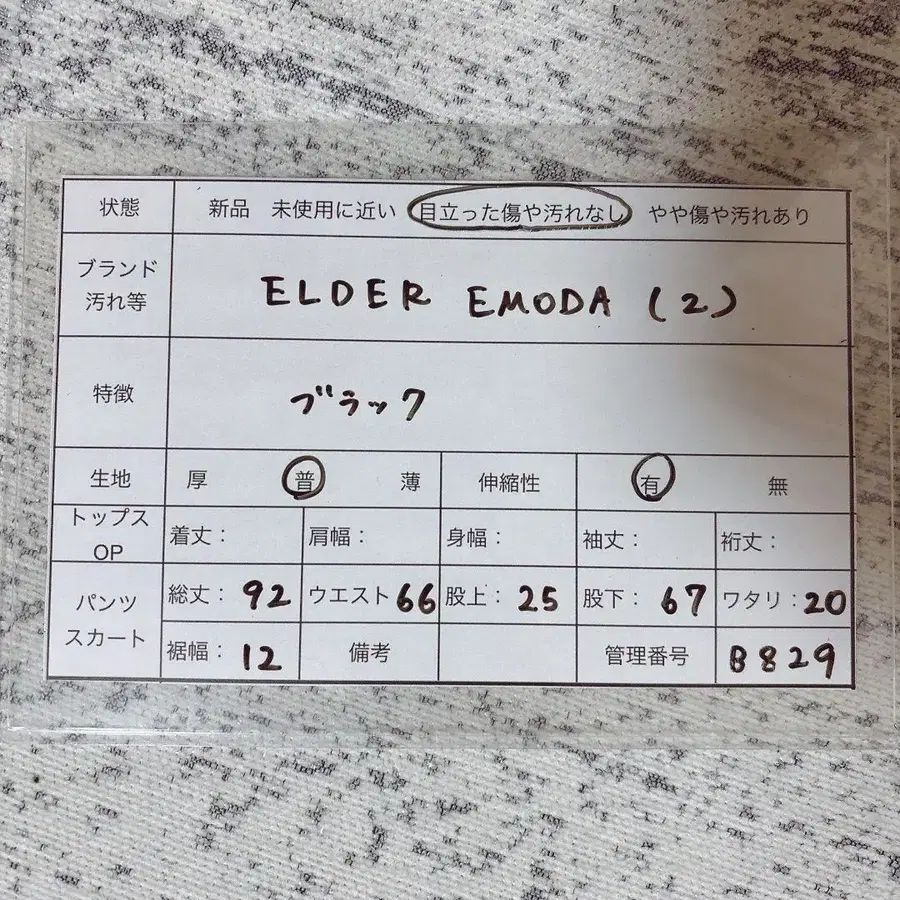 状態 新品 未使用に近い 目立った傷や汚れなし やや傷や汚れあり
ブランド
汚れ等 ELDER EMODA (2)
特徴 ブラック
生地 厚 普 薄 伸縮性 有 無
トップス
OP 着丈： 肩幅： 身幅： 袖丈： 裄丈：
パンツ
スカート 総丈：92 ウエスト66 股上：25 股下：67 ワタリ：20
裾幅：12 備考 管理番号 B829